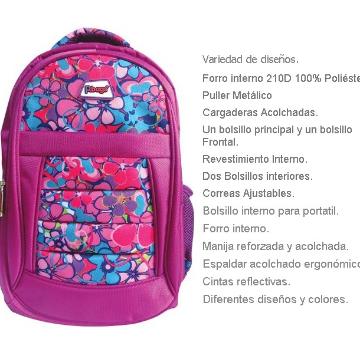 Variedad de diseños.
Forro interno 210D 100% Poliéste
Puller Metálico
Cargaderas Acolchadas.
Un bolsillo principal y un bolsillo
Frontal.
Revestimiento Interno.
Dos Bolsillos interiores.
Correas Ajustables.
Bolsillo interno para portatil.
Forro interno.
Manija reforzada y acolchada.
Espaldar acolchado ergonómico
Cintas reflectivas.
Diferentes diseños y colores.